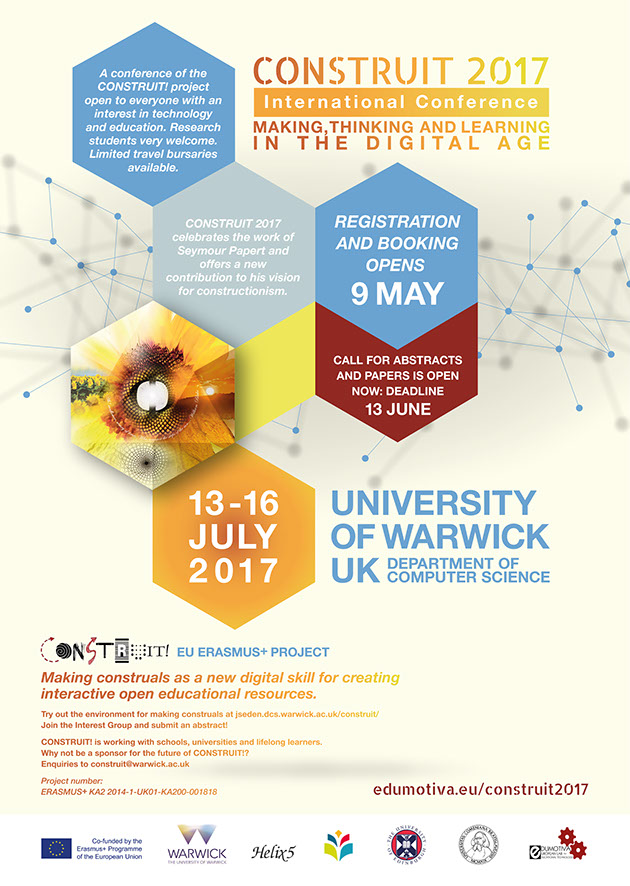 A conference of the
CONSTRUIT! project
open to everyone with an
interest in technology
and education. Research
students very welcome.
Limited travel bursaries
available.
CONSTRUIT 2017
International Conference
MAKING, THINKING AND LEARNING
IN THE DIGITAL AGE
CONSTRUIT 2017
celebrates the work of
Seymour Papert and
offers a new
contribution to his vision
for constructionism.
REGISTRATION
AND BOOKING
OPENS
9 MAY
CALL FOR ABSTRACTS
AND PAPERS IS OPEN
NOW: DEADLINE
13 JUNE
13-16
JULY
2017
UNIVERSITY
OF WARWICK
UK DEPARTMENT OF
COMPUTER SCIENCE
CONSTRUIT! EU ERASMUS+ PROJECT
Making construals as a new digital skill for creating
interactive open educational resources.
Try out the environment for making construals at jseden.dcs.warwick.ac.uk/construit/
Join the Interest Group and submit an abstract!
CONSTRUIT! is working with schools, universities and lifelong learners.
Why not be a sponsor for the future of CONSTRUIT!?
Enquiries to construit@warwick.ac.uk
Project number:
ERASMUS+ KA2 2014-1-UK01-KA200-001818
edumotiva.eu/construit2017
Co-funded by the
Erasmus+ Programme
of the European Union
WARWICK
THE UNIVERSITY OF WARWICK
Helix5
THE UNIVERSITY
OF EDINBURGH
EDUMOTIVA